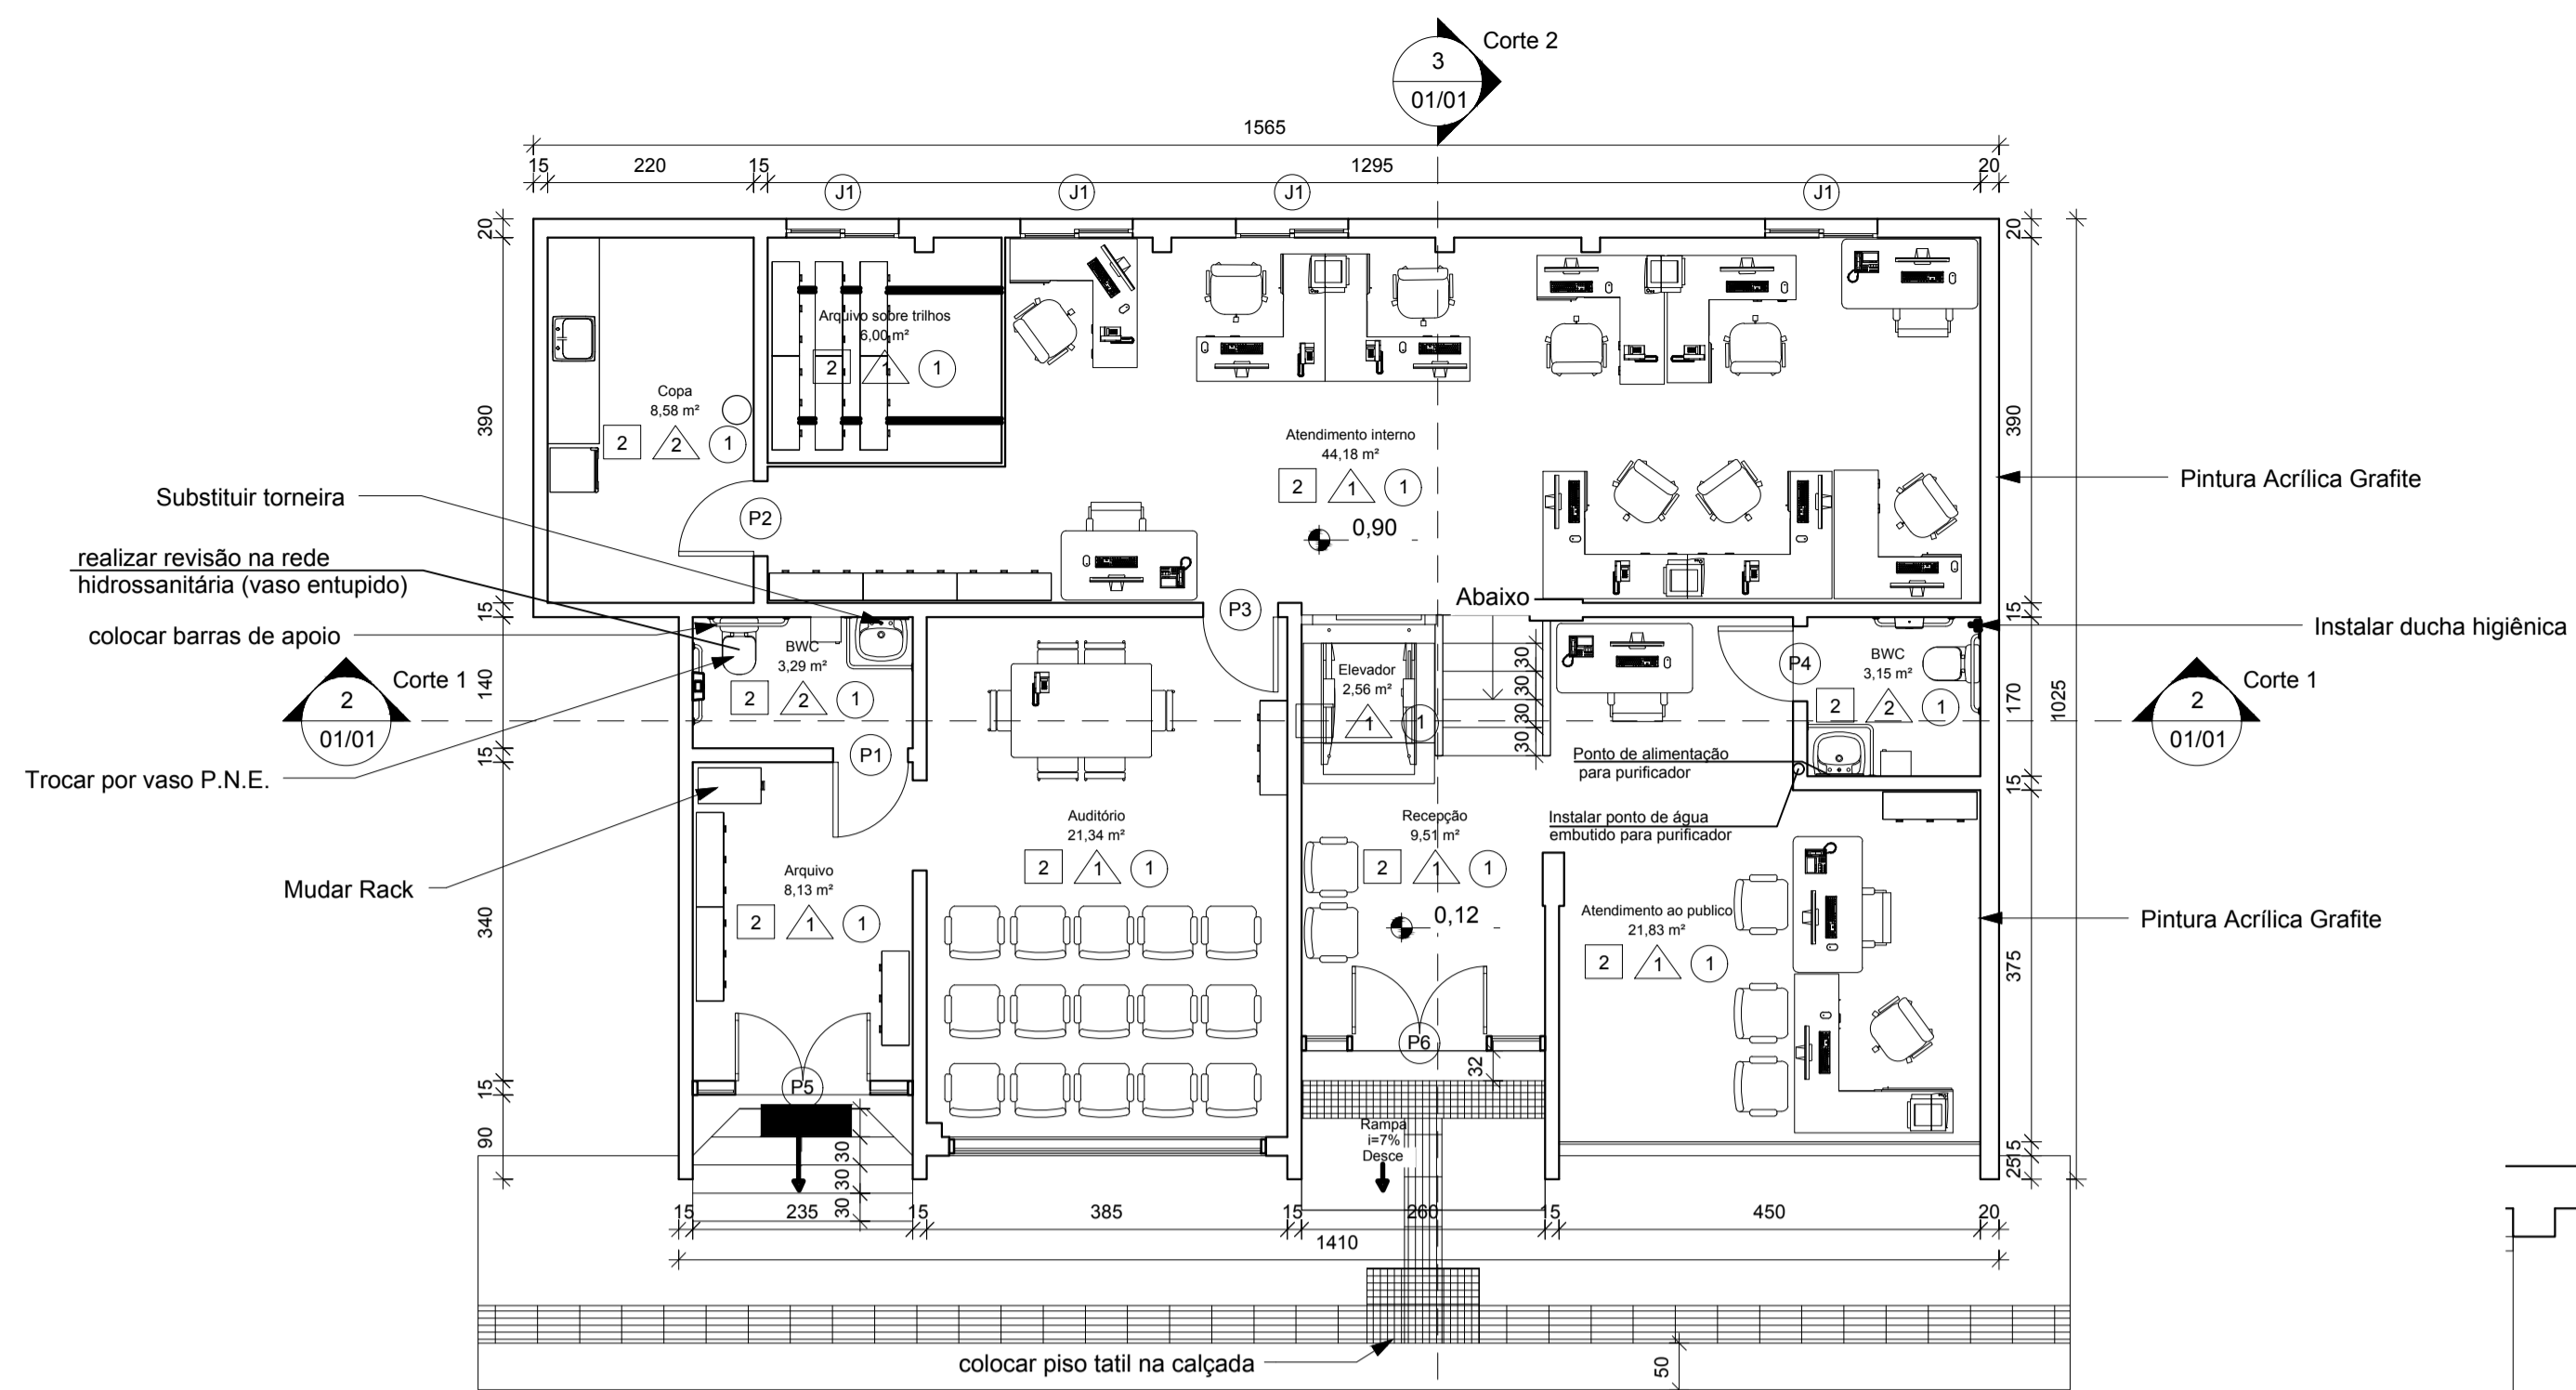 3
01/01
Corte 2
1565
15
220
15
1295
20
J1
J1
J1
J1
20
390
15
140
15
340
15
90
20
390
15
170
15
375
15
25
1025
Arquivo sobre trilhos
6,00 m²
2
1
1
Copa
8,58 m²
2
2
1
Atendimento interno
44,18 m²
2
1
1
0,90
Pintura Acrílica Grafite
Substituir torneira
P2
realizar revisão na rede
hidrossanitária (vaso entupido)
colocar barras de apoio
P3
Abaixo
Instalar ducha higiênica
BWC
3,29 m²
2
2
1
Elevador
2,56 m²
1
1
30
30
30
30
P4
BWC
3,15 m²
2
2
1
Corte 1
2
01/01
Corte 1
2
01/01
P1
Trocar por vaso P.N.E.
Ponto de alimentação
para purificador
Instalar ponto de água
embutido para purificador
Mudar Rack
Auditório
21,34 m²
2
1
1
Recepção
9,51 m²
2
1
1
0,12
Arquivo
8,13 m²
2
1
1
Atendimento ao publico
21,83 m²
2
1
1
Pintura Acrílica Grafite
P6
32
P5
Rampa
i=7%
Desce
30
30
30
15
235
15
385
15
260
15
450
20
1410
colocar piso tatil na calçada
50